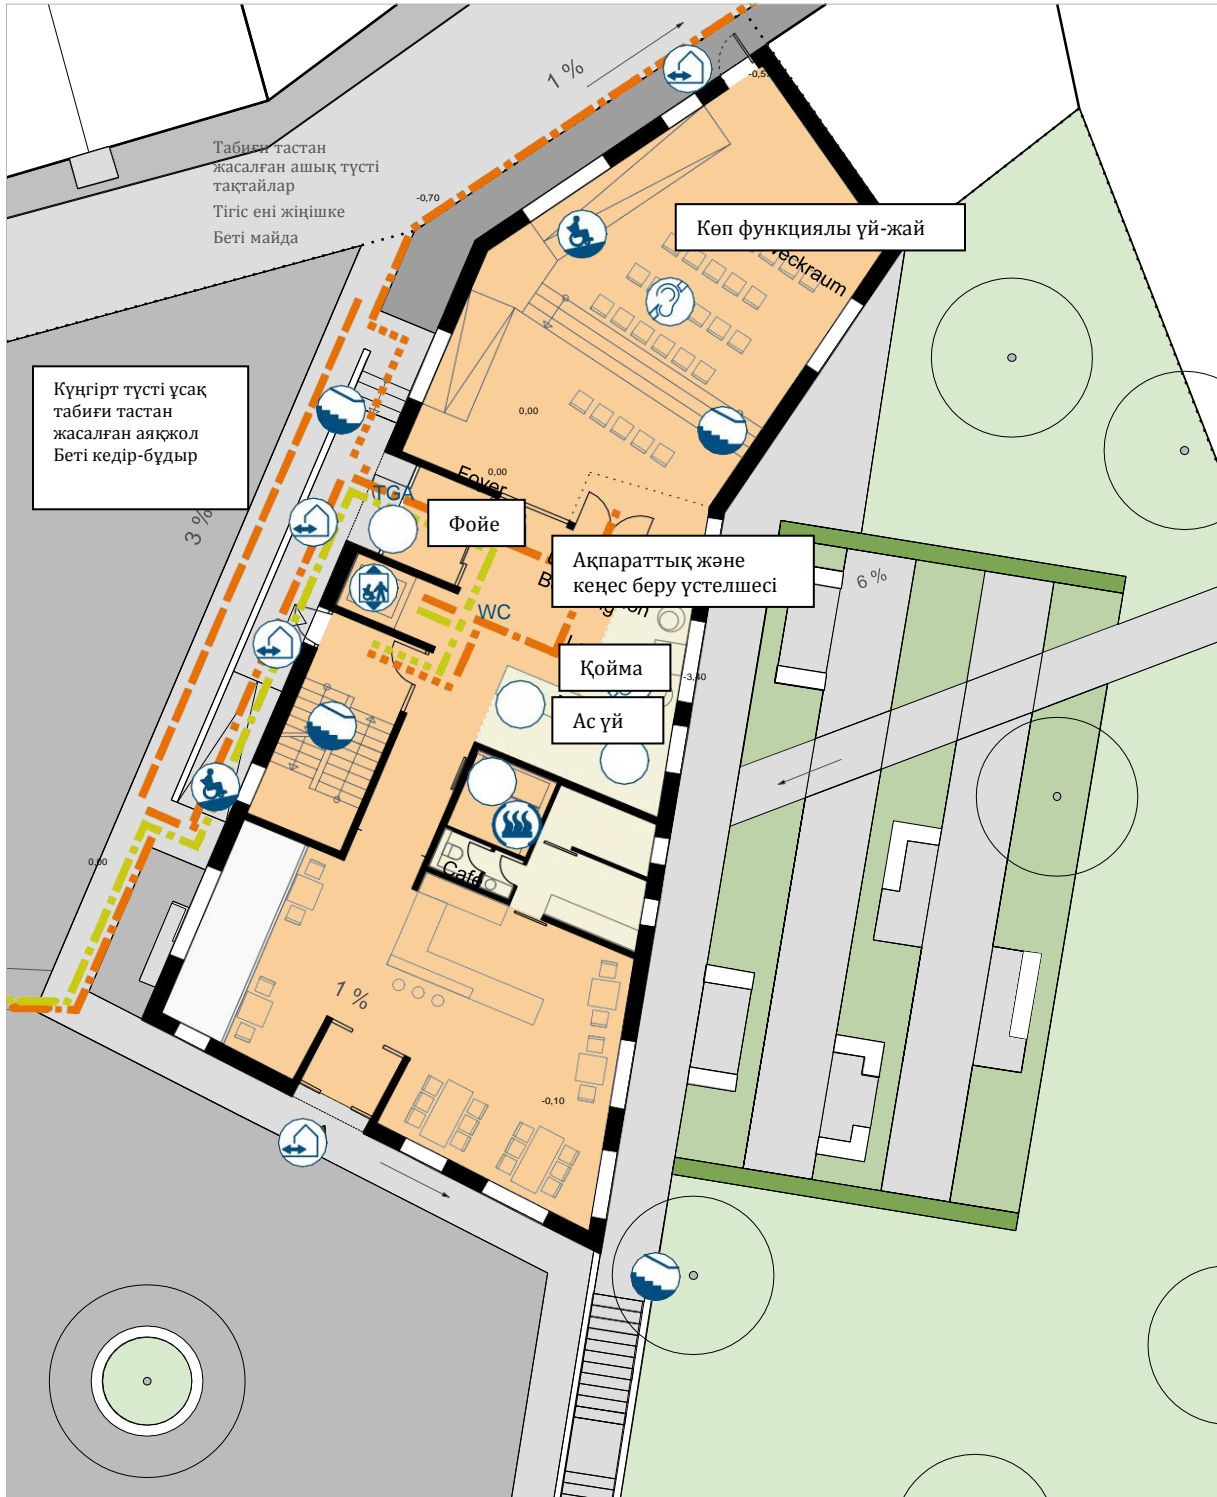 1 %
-0,5
Табиғи тастан
жасалған ашық түсті
тақтайлар
Тігіс ені жіңішке
Беті майда
-0,70
Көп функциялы үй-жай
Күңгірт түсті ұсақ
табиғи тастан
жасалған аяқжол
Беті кедір-бұдыр
0,00
0,00
Foyer
TGA
Фойе
3 %
Ақпараттық және
кеңес беру үстелшесі
6 %
WC
Қойма
-3,40
Ас үй
0,00
Café
1 %
-0,10